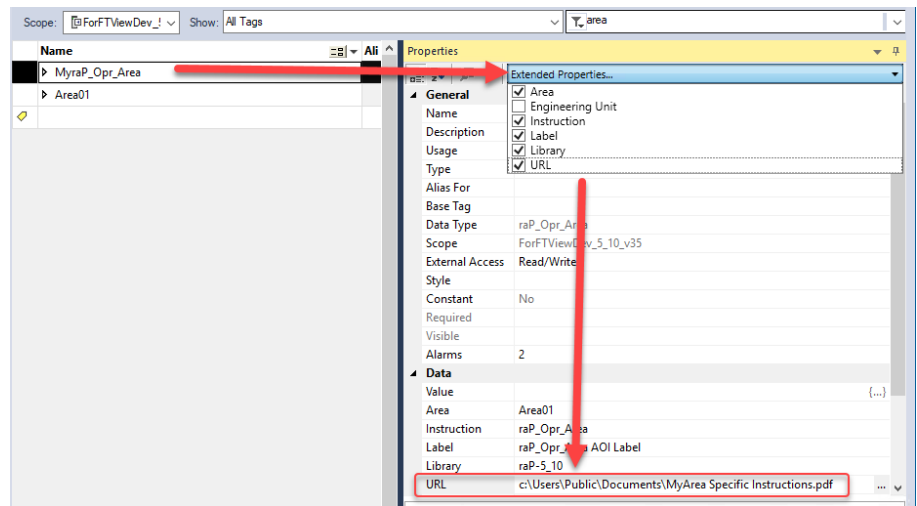 Scope: ForFTViewDev_! Show: All Tags area
Name Ali
MyraP_Opr_Area
Area01
Properties
Extended Properties...
Area
Engineering Unit
Instruction
Label
Library
URL
General
Name
Description
Usage
Type
Alias For
Base Tag
Data Type raP_Opr_Area
Scope ForFTViewDev_5_10_v35
External Access Read/Write
Style
Constant No
Required
Visible
Alarms 2
Data
Value {...}
Area Area01
Instruction raP_Opr_Area
Label raP_Opr_Area AOI Label
Library raP-5_10
URL c:\Users\Public\Documents\MyArea Specific Instructions.pdf ...